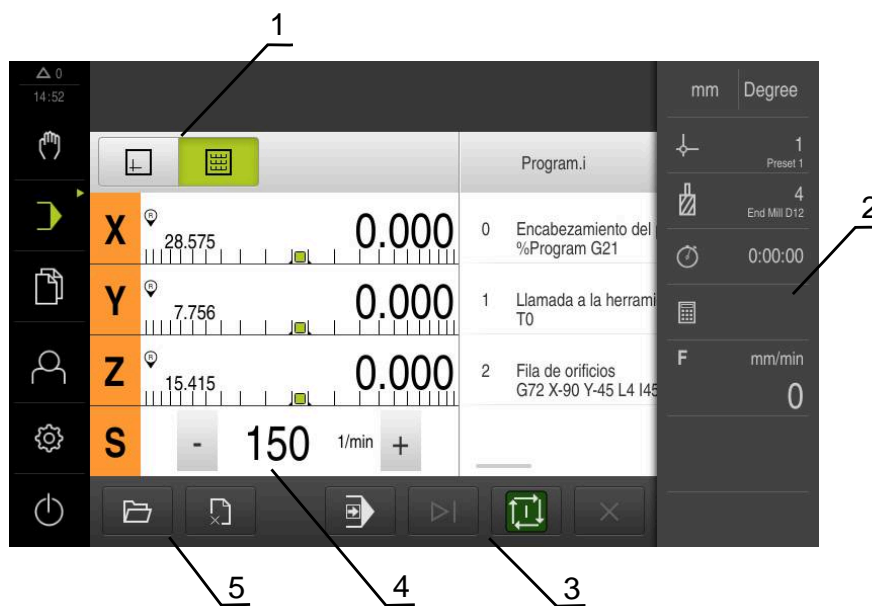 1
0
14:52
mm Degree
Program.i
1
Preset 1
4
End Mill D12
0:00:00
F mm/min
0
2
X R 28.575 0.000
Y R 7.756 0.000
Z R 15.415 0.000
S - 150 1/min +
0 Encabezamiento del
%Program G21
1 Llamada a la herrami
T0
2 Fila de orificios
G72 X-90 Y-45 L4 I45
5
4
3